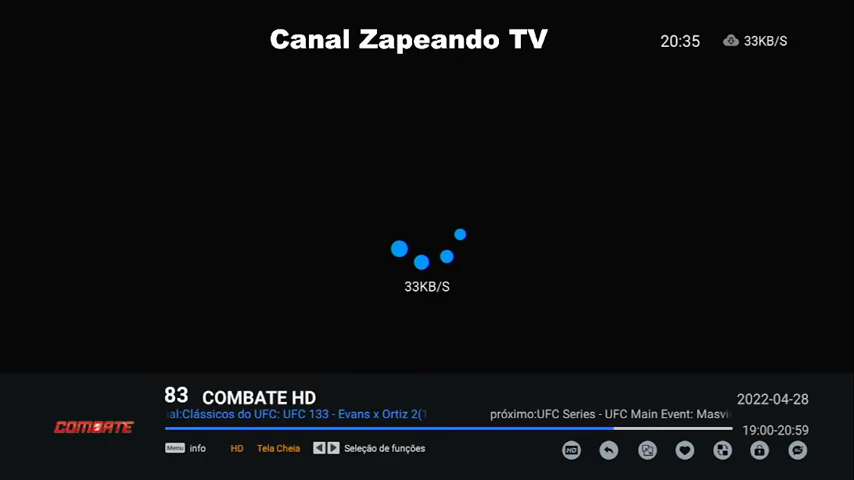 Canal Zapeando TV
20:35
33KB/S
33KB/S
83 COMBATE HD
2022-04-28
al:Clássicos do UFC: UFC 133 - Evans x Ortiz 2(1
próximo:UFC Series - UFC Main Event: Masvi
COMBATE
19:00-20:59
Menu info HD Tela Cheia Seleção de funções
HD